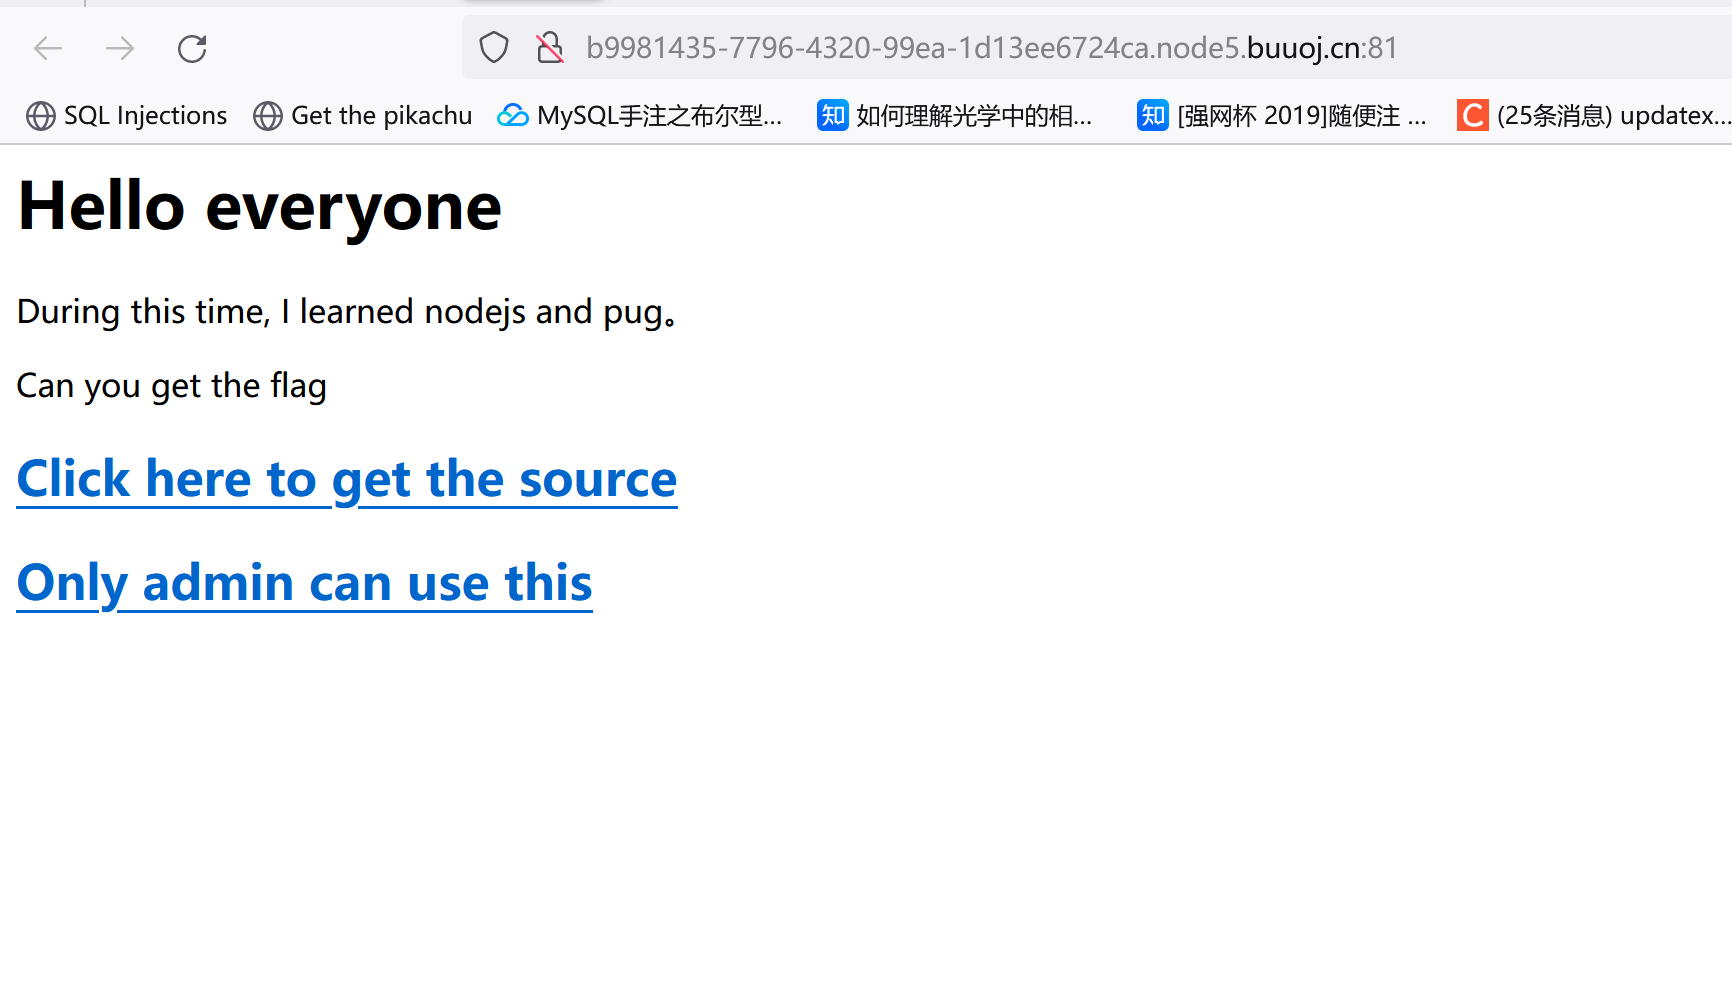 b9981435-7796-4320-99ea-1d13ee6724ca.node5.buuoj.cn:81
SQL Injections Get the pikachu MySQL手注之布尔型... 知 如何理解光学中的相... 知 [强网杯 2019]随便注 ... C (25条消息) updatex...
Hello everyone
During this time, I learned nodejs and pug。
Can you get the flag
Click here to get the source
Only admin can use this